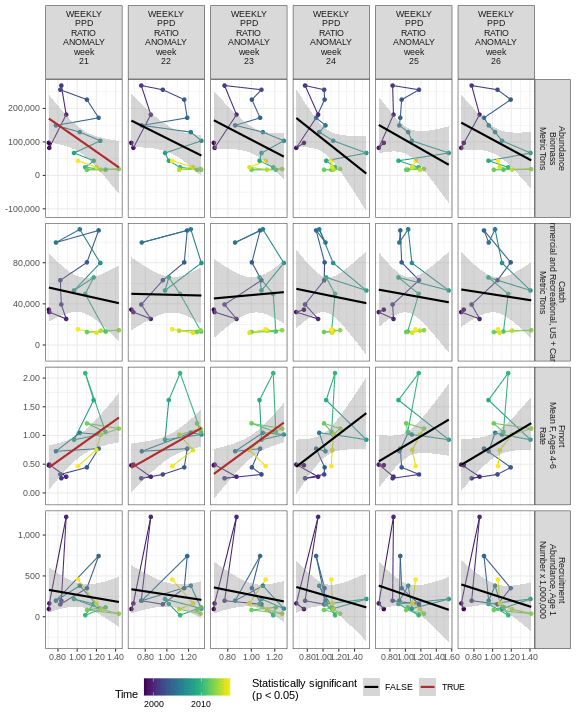 WEEKLY WEEKLY WEEKLY WEEKLY WEEKLY WEEKLY
PPD PPD PPD PPD PPD PPD
RATIO RATIO RATIO RATIO RATIO RATIO
ANOMALY ANOMALY ANOMALY ANOMALY ANOMALY ANOMALY
week week week week week week
21 22 23 24 25 26
200,000
100,000
0
-100,000
Abundance
Biomass
Metric Tons
80,000
40,000
0
Catch
mmercial and Recreational, US + Can
Metric Tons
2.00
1.50
1.00
0.50
0.00
Fmort
Mean F, Ages 4-6
Rate
1,000
500
0
Recruitment
Abundance, Age 1
Number x 1,000,000
0.80 1.00 1.20 1.40 0.80 1.00 1.20 0.80 1.00 1.20 0.80 1.00 1.20 1.40 0.80 1.00 1.20 1.40 1.60 0.80 1.00 1.20 1.40
Time
2000 2010
Statistically significant
(p < 0.05)
FALSE TRUE